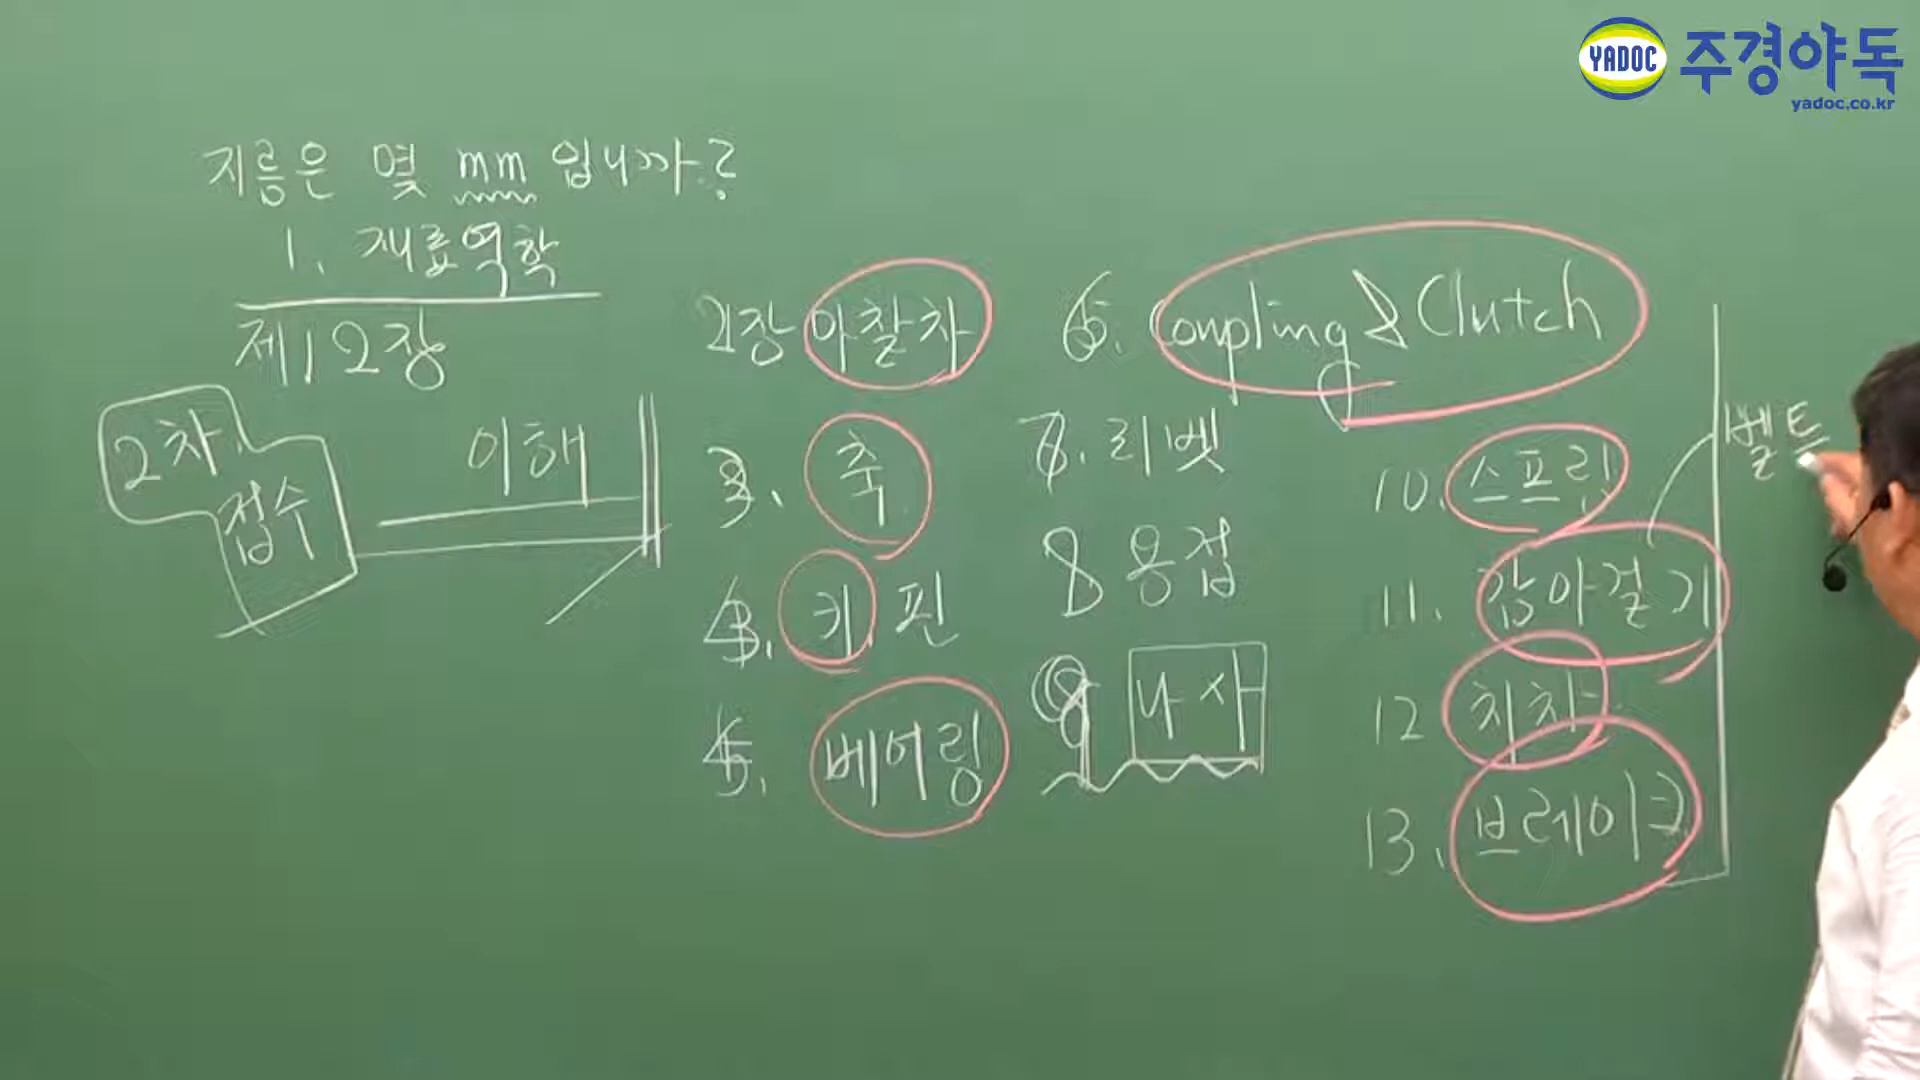 YADOC 주경야독
yadoc.co.kr
지름은 몇 mm 입니까?
1. 재료역학
제12장
2차
접수
이해
2장 마찰차
3. 축
4. 키 핀
5. 베어링
6. Coupling & Clutch
7. 리벳
8 용접
9 나사
10. 스프링
11. 감아걸기
벨트
12 치차
13. 브레이크